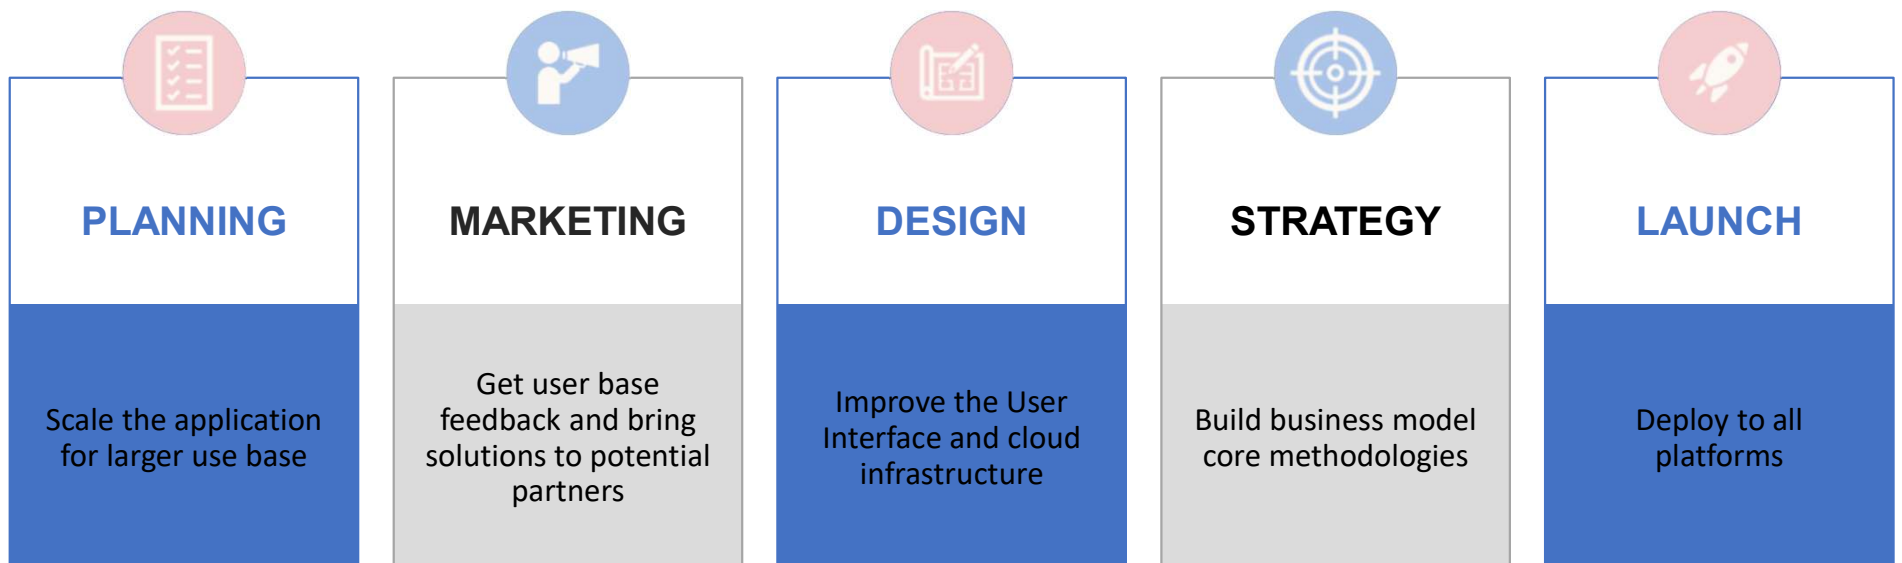 PLANNING
Scale the application
for larger use base
MARKETING
Get user base
feedback and bring
solutions to potential
partners
DESIGN
Improve the User
Interface and cloud
infrastructure
STRATEGY
Build business model
core methodologies
LAUNCH
Deploy to all
platforms